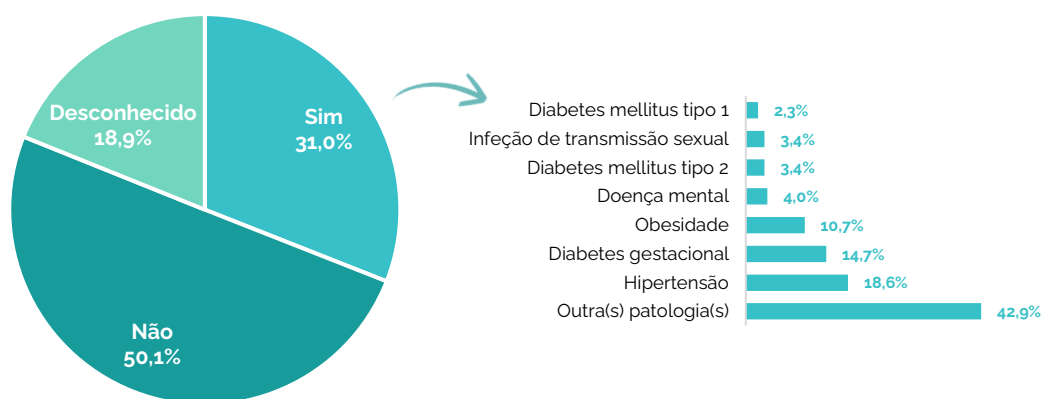 Desconhecido
18,9%
Sim
31,0%
Não
50,1%
Diabetes mellitus tipo 1 2,3%
Infeção de transmissão sexual 3,4%
Diabetes mellitus tipo 2 3,4%
Doença mental 4,0%
Obesidade 10,7%
Diabetes gestacional 14,7%
Hipertensão 18,6%
Outra(s) patologia(s) 42,9%